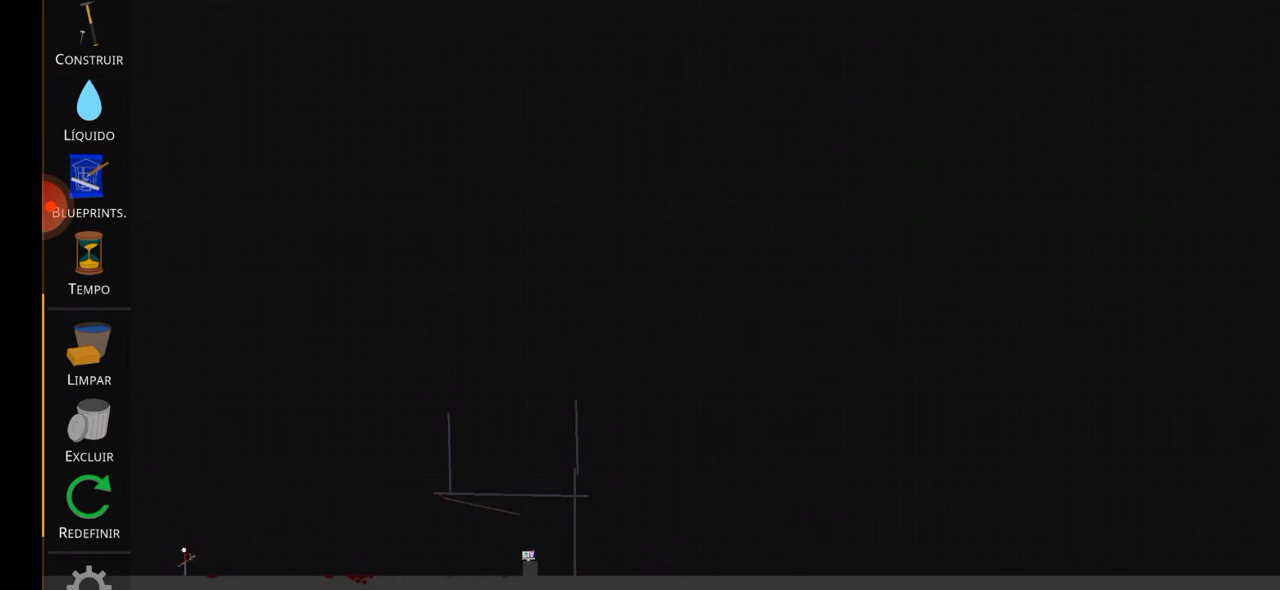 CONSTRUIR
LÍQUIDO
BLUEPRINTS.
TEMPO
LIMPAR
EXCLUIR
REDEFINIR